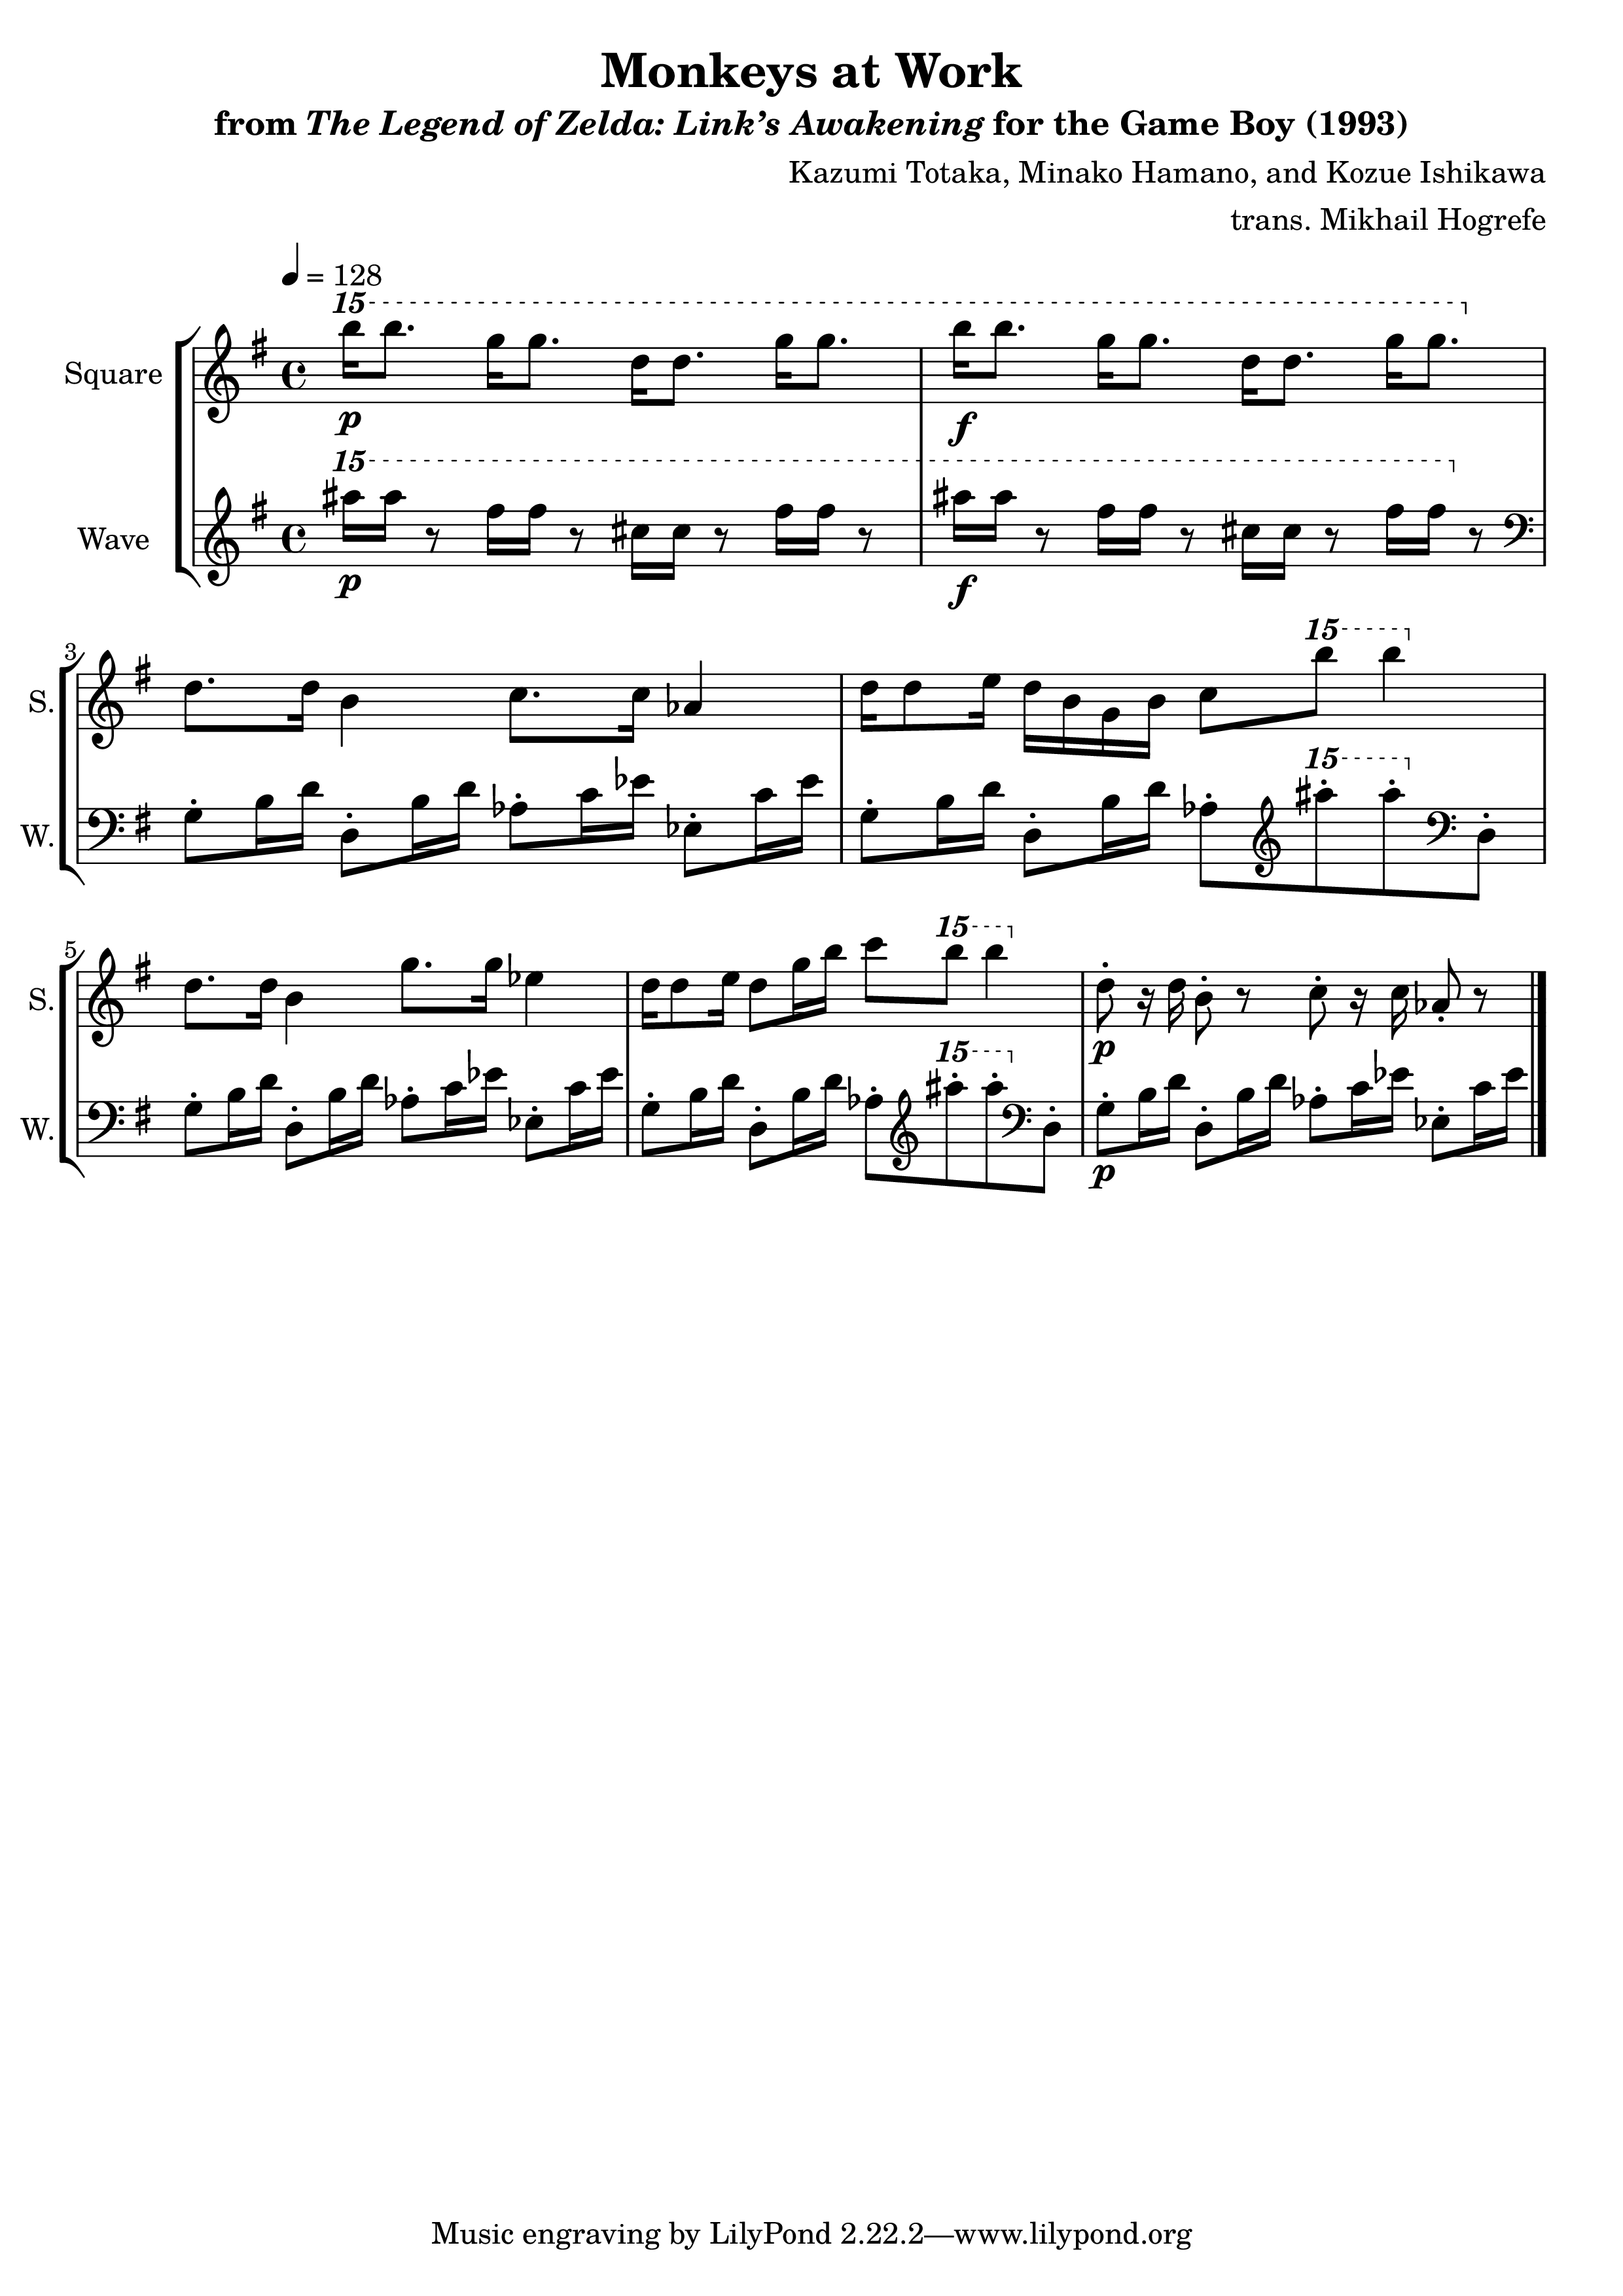 Monkeys at Work
from The Legend of Zelda: Link’s Awakening for the Game Boy (1993)
Kazumi Totaka, Minako Hamano, and Kozue Ishikawa
trans. Mikhail Hogrefe
= 128
15
Square
p f
15
Wave
p f
3
15
S.
15
W.
5
15
S.
p
15
W.
p
Music engraving by LilyPond 2.22.2—www.lilypond.org